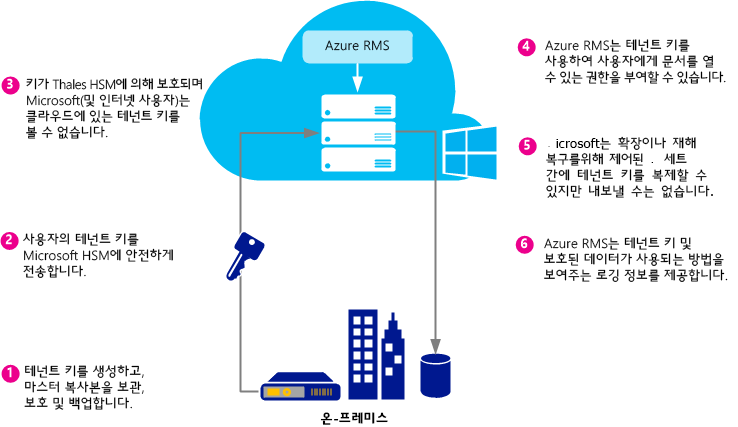 Azure RMS
3 키가 Thales HSM에 의해 보호되며
Microsoft(및 인터넷 사용자)는
클라우드에 있는 테넌트 키를
볼 수 없습니다.
4 Azure RMS는 테넌트 키를
사용하여 사용자에게 문서를 열
수 있는 권한을 부여할 수 있습니다.
5 icrosoft는 확장이나 재해
복구를위해 제어된 . 세트
간에 테넌트 키를 복제할 수
있지만 내보낼 수는 없습니다.
2 사용자의 테넌트 키를
Microsoft HSM에 안전하게
전송합니다.
6 Azure RMS는 테넌트 키 및
보호된 데이터가 사용되는 방법을
보여주는 로깅 정보를 제공합니다.
1 테넌트 키를 생성하고,
마스터 복사본을 보관,
보호 및 백업합니다.
온-프레미스